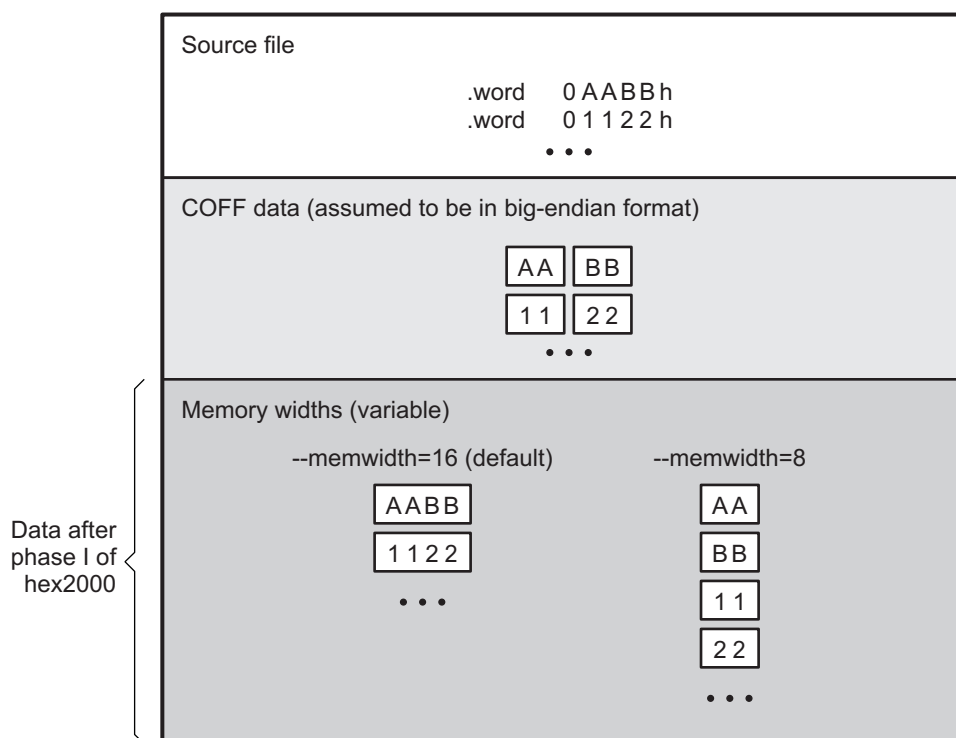 Source file
.word 0AABBh
.word 01122h
• • •
COFF data (assumed to be in big-endian format)
AA BB
11 22
• • •
Memory widths (variable)
--memwidth=16 (default)
AABB
1122
• • •
--memwidth=8
AA
BB
11
22
• • •
Data after
phase I of
hex2000